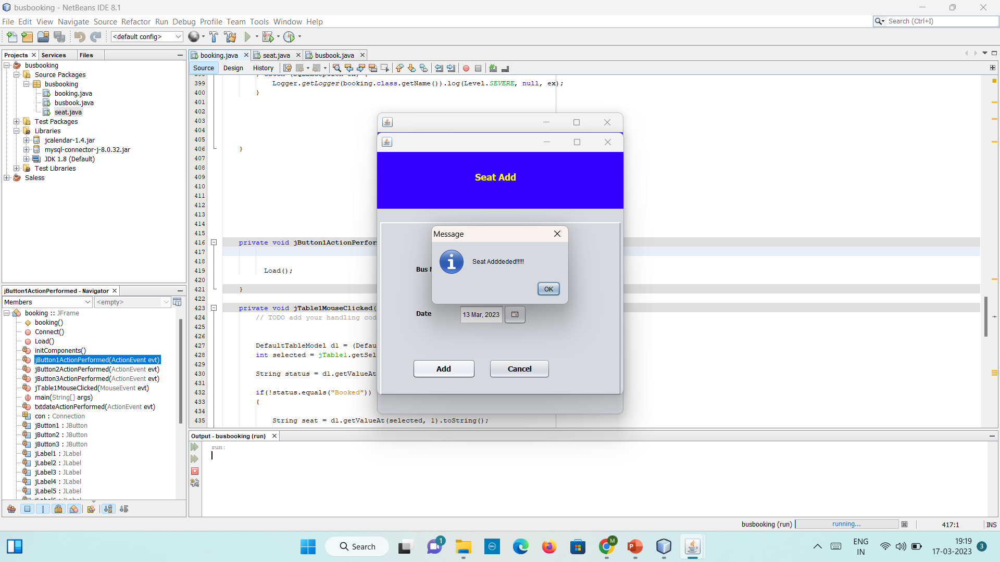 busbooking - NetBeans IDE 8.1
File Edit View Navigate Source Refactor Run Debug Profile Team Tools Window Help
Search (Ctrl+I)
<default config>
Projects Services Files
busbooking
Source Packages
busbooking
booking.java
busbook.java
seat.java
Test Packages
Libraries
jcalendar-1.4.jar
mysql-connector-j-8.0.32.jar
JDK 1.8 (Default)
Test Libraries
Saless
jButton1ActionPerformed - Navigator
Members <empty>
booking :: JFrame
booking()
Connect()
Load()
initComponents()
jButton1ActionPerformed(ActionEvent evt)
jButton2ActionPerformed(ActionEvent evt)
jButton3ActionPerformed(ActionEvent evt)
jTable1MouseClicked(MouseEvent evt)
main(String[] args)
txtdateActionPerformed(ActionEvent evt)
con : Connection
jButton1 : JButton
jButton2 : JButton
jButton3 : JButton
jLabel1 : JLabel
jLabel2 : JLabel
jLabel3 : JLabel
jLabel4 : JLabel
jLabel5 : JLabel
booking.java seat.java busbook.java
Source Design History
399 Logger.getLogger(booking.class.getName()).log(Level.SEVERE, null, ex);
400 }
401
402
403
404
405
406 }
407
408
409
410
411
412
413
414
415
416 private void jButton1ActionPerfor
417
418
419 Load();
420
421 }
422
423 private void jTable1MouseClicked(
424 // TODO add your handling cod
425
426
427 DefaultTableModel d1 = (Defau
428 int selected = jTable1.getSel
429
430 String status = d1.getValueAt
431
432 if(!status.equals("Booked"))
433 {
434
435 String seat = d1.getValueAt(selected, 1).toString();
Seat Add
Message
Seat Adddeded!!!!!
OK
Bus
Date 13 Mar, 2023
Add Cancel
Output - busbooking (run)
run:
busbooking (run) running... 417:1 INS
Search
1
M
ENG
IN
19:19
17-03-2023
3